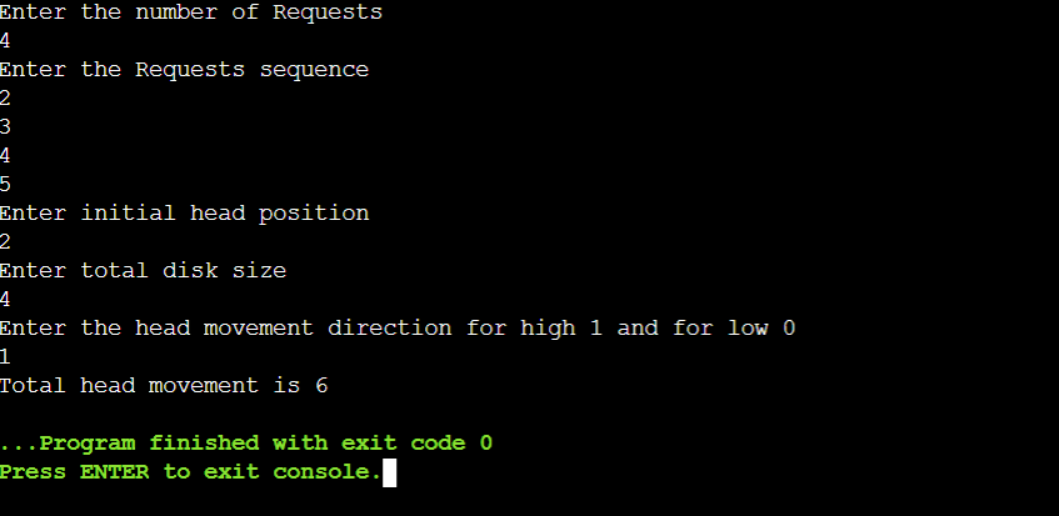 Enter the number of Requests
4
Enter the Requests sequence
2
3
4
5
Enter initial head position
2
Enter total disk size
4
Enter the head movement direction for high 1 and for low 0
1
Total head movement is 6
...Program finished with exit code 0
Press ENTER to exit console.